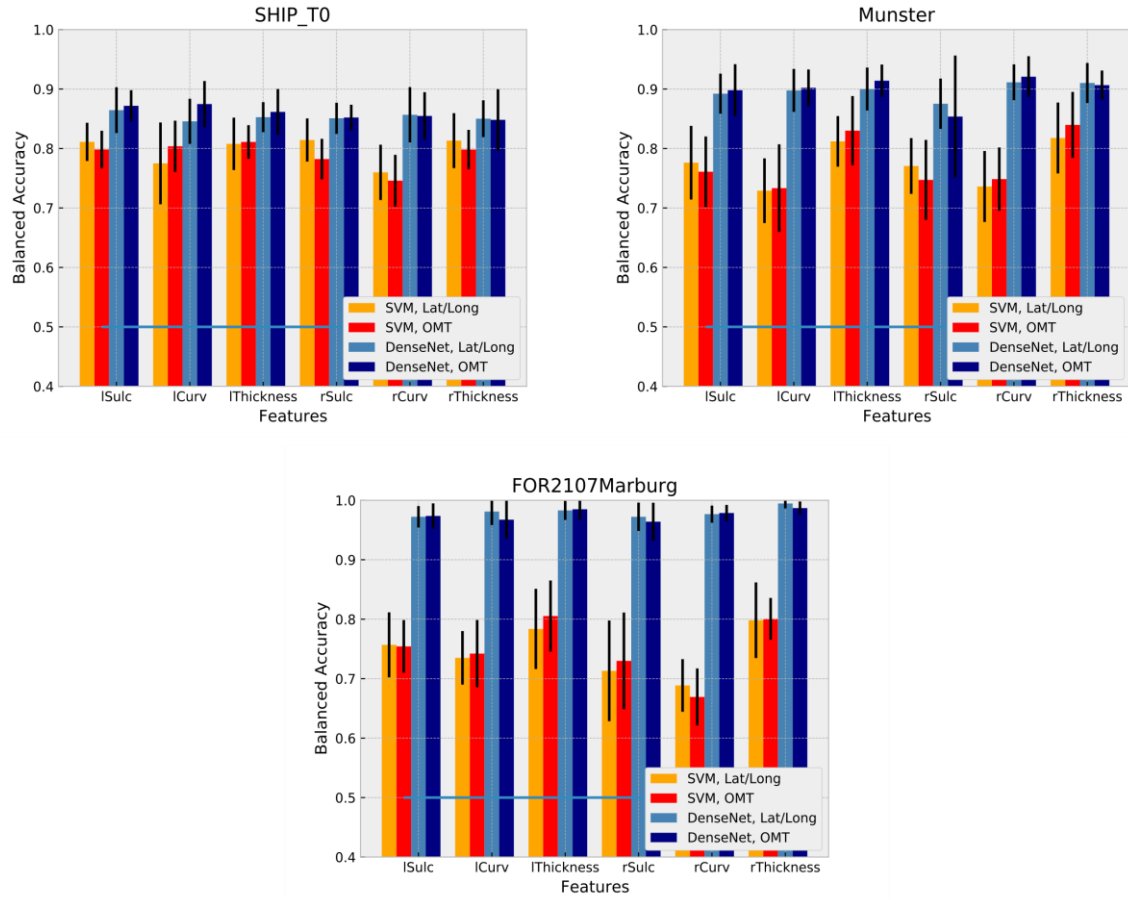 SHIP_T0
1.0
0.9
0.8
0.7
0.6
0.5
0.4
Balanced Accuracy
SVM, Lat/Long
SVM, OMT
DenseNet, Lat/Long
DenseNet, OMT
lSulc lCurv lThickness rSulc rCurv rThickness
Features
Munster
1.0
0.9
0.8
0.7
0.6
0.5
0.4
Balanced Accuracy
SVM, Lat/Long
SVM, OMT
DenseNet, Lat/Long
DenseNet, OMT
lSulc lCurv lThickness rSulc rCurv rThickness
Features
FOR2107Marburg
1.0
0.9
0.8
0.7
0.6
0.5
0.4
Balanced Accuracy
SVM, Lat/Long
SVM, OMT
DenseNet, Lat/Long
DenseNet, OMT
lSulc lCurv lThickness rSulc rCurv rThickness
Features